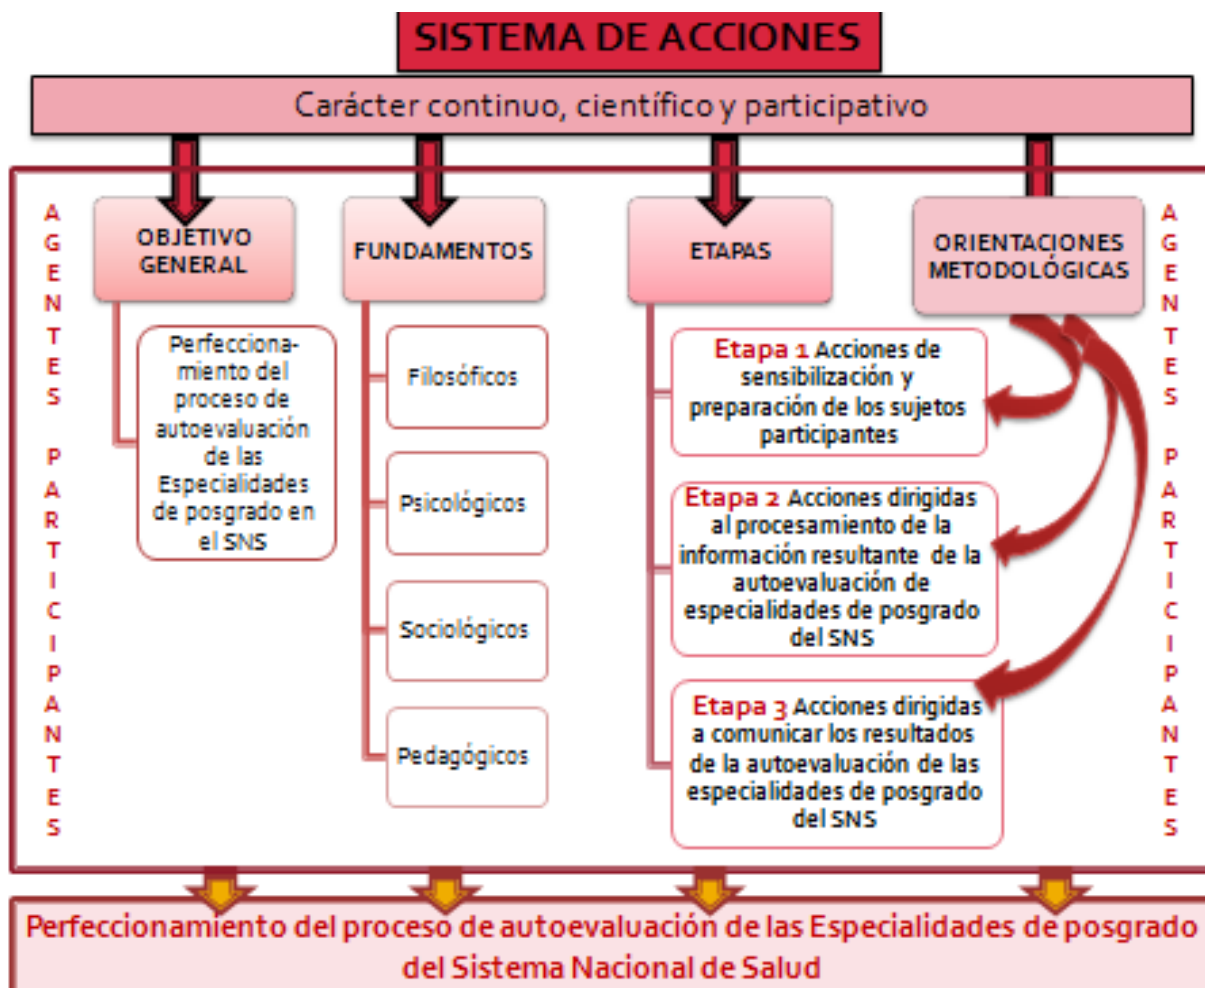 SISTEMA DE ACCIONES
Carácter continuo, científico y participativo
AGENTES PARTICIPANTES
OBJETIVO
GENERAL
Perfecciona-
miento del
proceso de
autoevaluación
de las
Especialidades
de posgrado en
el SNS
FUNDAMENTOS
Filosóficos
Psicológicos
Sociológicos
Pedagógicos
ETAPAS
Etapa 1 Acciones de
sensibilización y
preparación de los sujetos
participantes
Etapa 2 Acciones dirigidas
al procesamiento de la
información resultante de la
autoevaluación de
especialidades de posgrado
del SNS
Etapa 3 Acciones dirigidas
a comunicar los resultados
de la autoevaluación de las
especialidades de posgrado
del SNS
ORIENTACIONES
METODOLÓGICAS
AGENTES PARTICIPANTES
Perfeccionamiento del proceso de autoevaluación de las Especialidades de posgrado
del Sistema Nacional de Salud